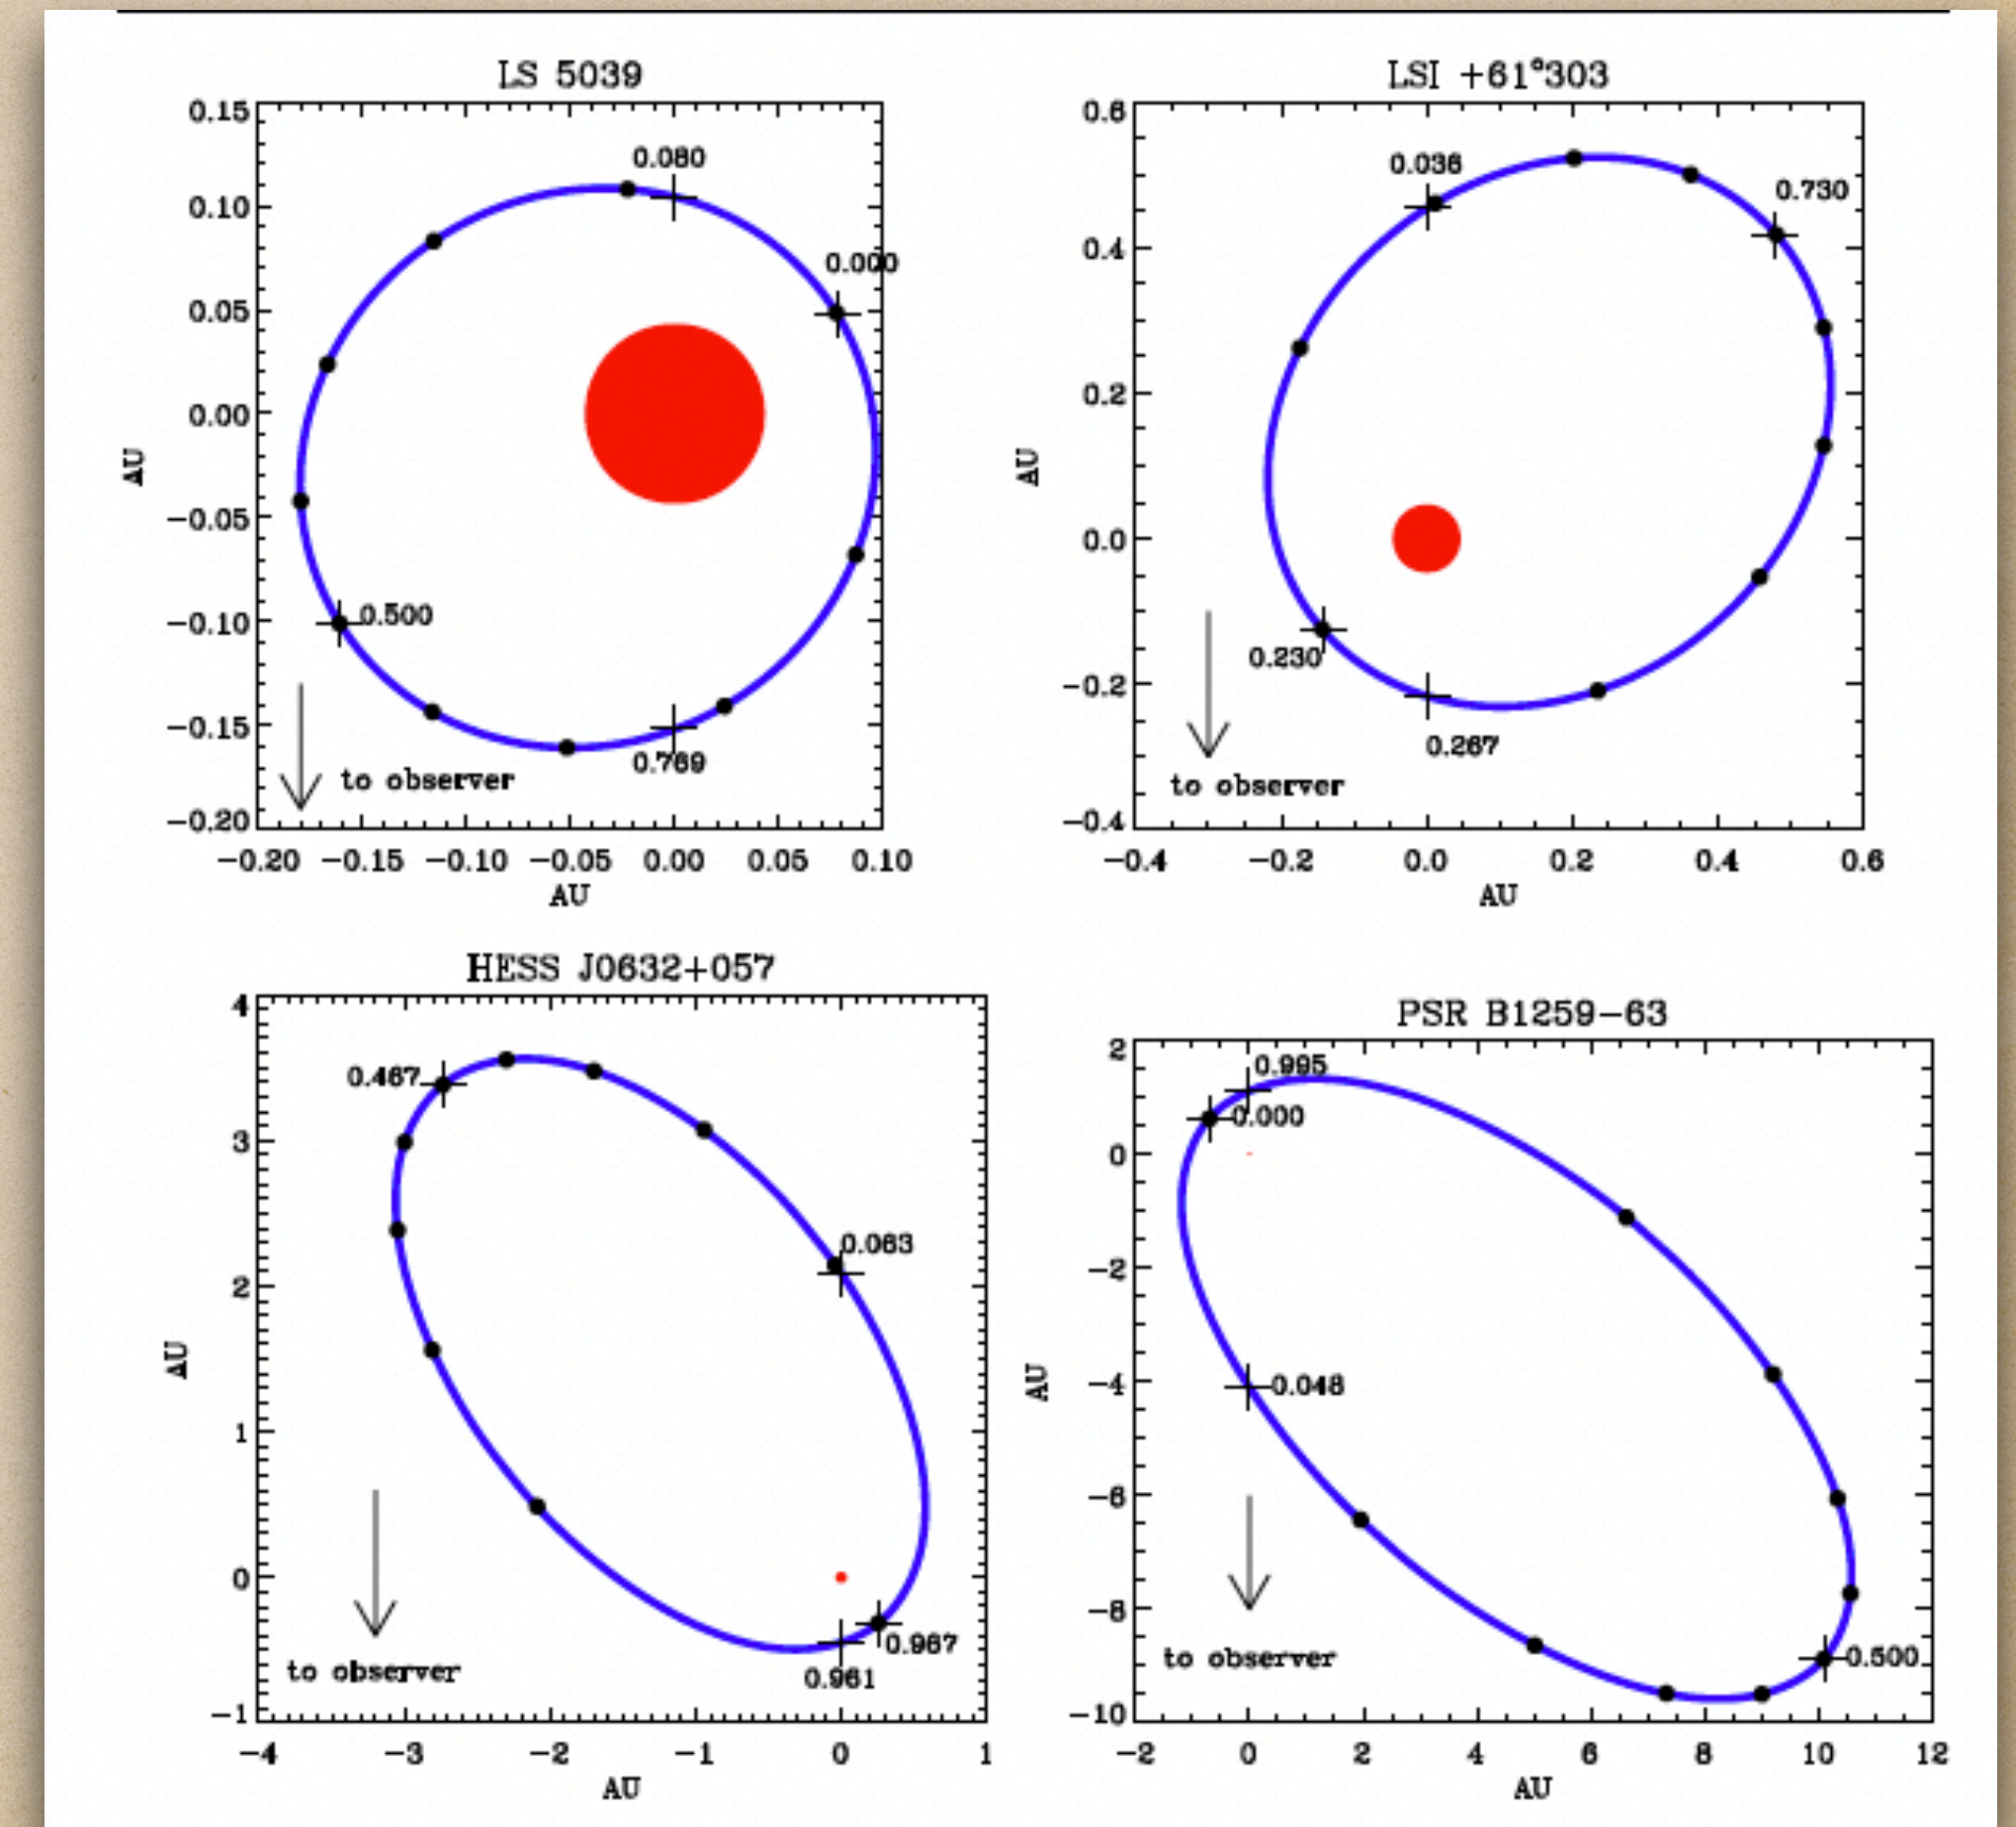 LS 5039
0.15
0.10
0.05
0.00
−0.05
−0.10
−0.15
−0.20
AU
0.080
0.000
0.500
0.769
to observer
−0.20 −0.15 −0.10 −0.05 0.00 0.05 0.10
AU
LSI +61°303
0.6
0.4
0.2
0.0
−0.2
−0.4
AU
0.036
0.730
0.230
0.267
to observer
−0.4 −0.2 0.0 0.2 0.4 0.6
AU
HESS J0632+057
4
3
2
1
0
−1
AU
0.467
0.063
0.967
0.961
to observer
−4 −3 −2 −1 0 1
AU
PSR B1259−63
2
0
−2
−4
−6
−8
−10
AU
0.995
0.000
0.048
0.500
to observer
−2 0 2 4 6 8 10 12
AU